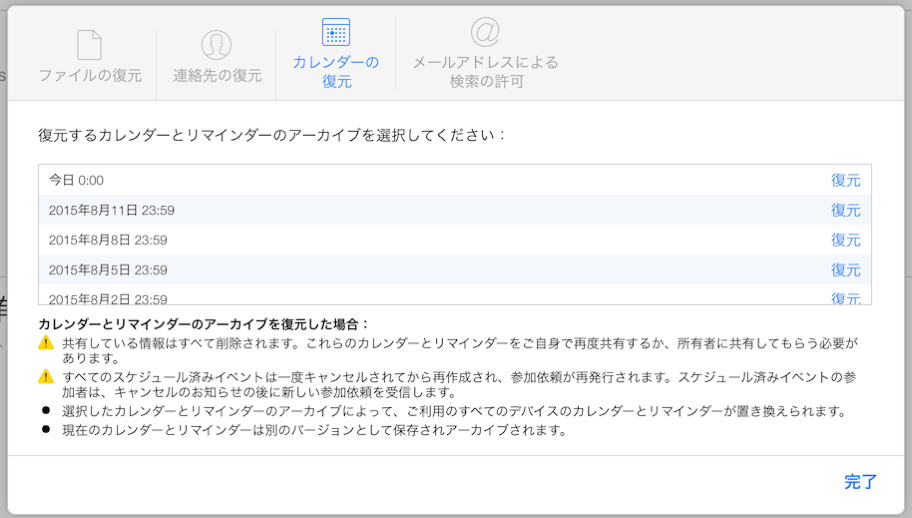 ファイルの復元
連絡先の復元
カレンダーの
復元
メールアドレスによる
検索の許可
復元するカレンダーとリマインダーのアーカイブを選択してください：
今日 0:00 復元
2015年8月11日 23:59 復元
2015年8月8日 23:59 復元
2015年8月5日 23:59 復元
2015年8月2日 23:59 復元
カレンダーとリマインダーのアーカイブを復元した場合：
共有している情報はすべて削除されます。これらのカレンダーとリマインダーをご自身で再度共有するか、所有者に共有してもらう必要が
あります。
すべてのスケジュール済みイベントは一度キャンセルされてから再作成され、参加依頼が再発行されます。スケジュール済みイベントの参
加者は、キャンセルのお知らせの後に新しい参加依頼を受信します。
選択したカレンダーとリマインダーのアーカイブによって、ご利用のすべてのデバイスのカレンダーとリマインダーが置き換えられます。
現在のカレンダーとリマインダーは別のバージョンとして保存されアーカイブされます。
完了